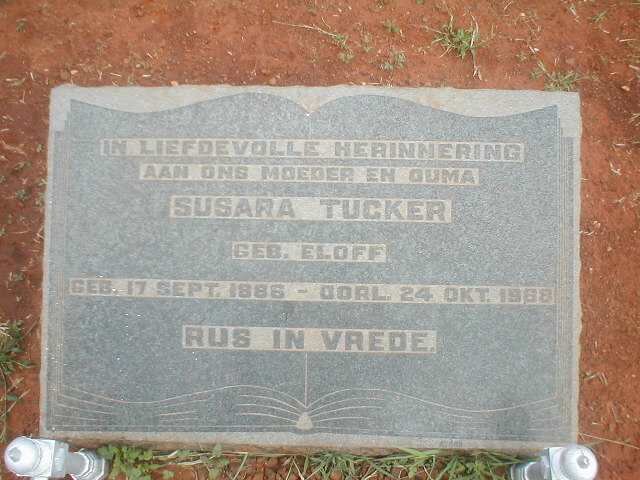 IN LIEFDEVOLLE HERINNERING
AAN ONS MOEDER EN OUMA
SUSARA TUCKER
GEB. ELOFF
GEB. 17 SEPT. 1886 - OORL. 24 OKT. 1968
RUS IN VREDE.